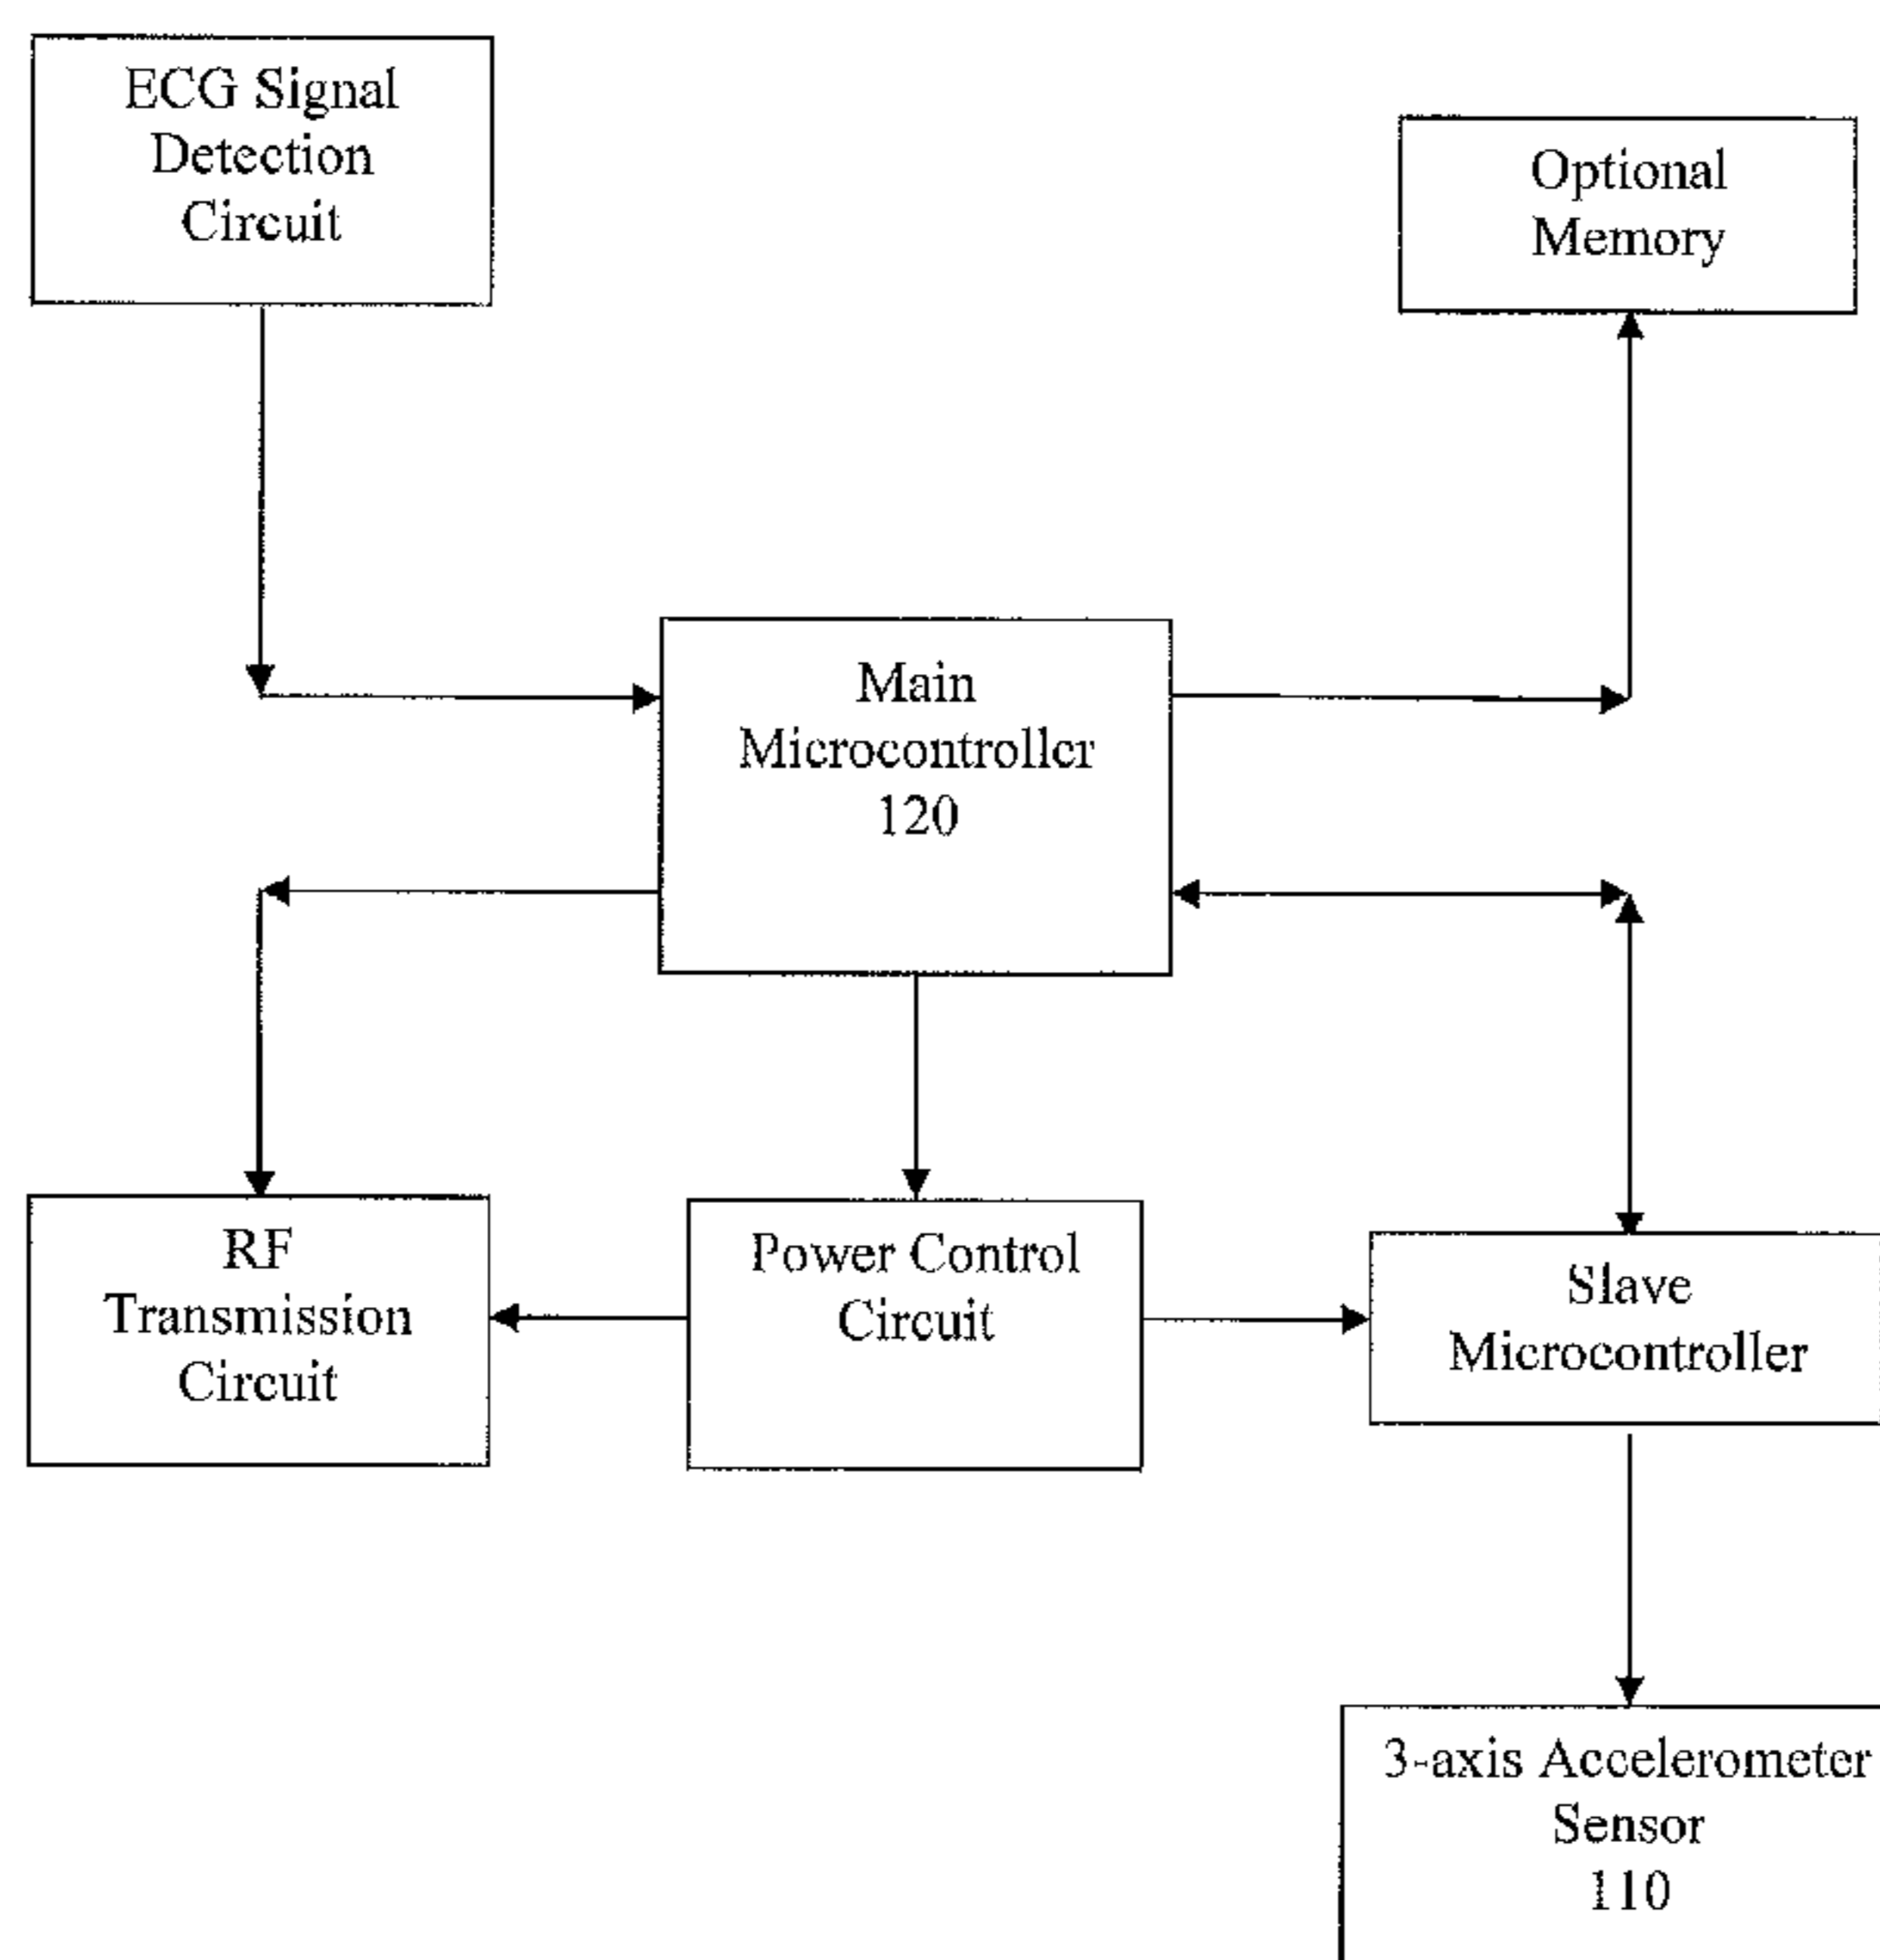 ECG Signal
Detection
Circuit
Optional
Memory
Main
Microcontroller
120
RF
Transmission
Circuit
Power Control
Circuit
Slave
Microcontroller
3-axis Accelerometer
Sensor
110